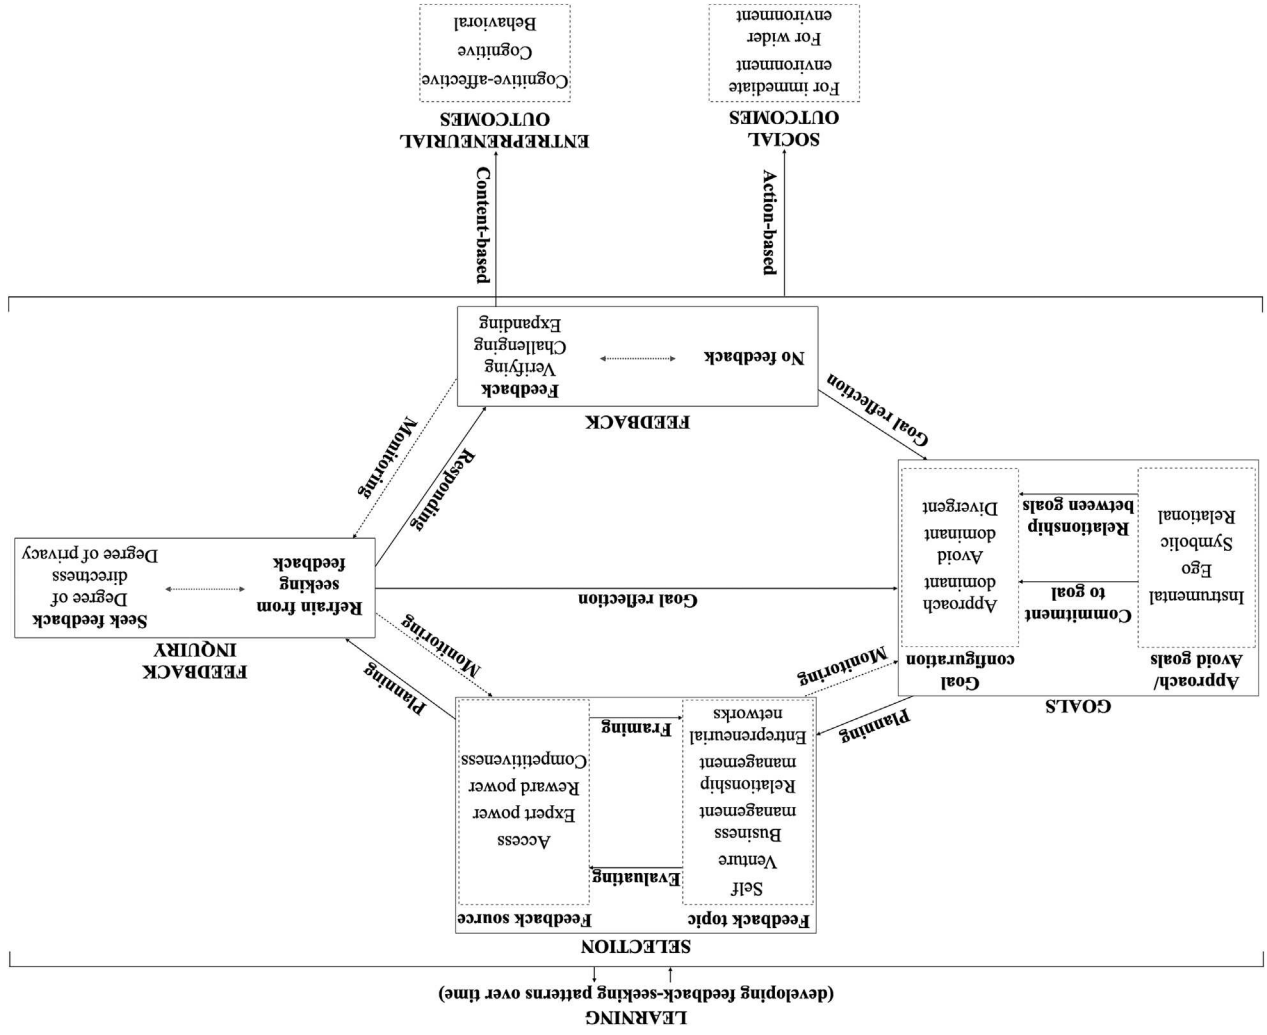 LEARNING
(developing feedback-seeking patterns over time)
SELECTION
Feedback topic
Self
Venture
Business
management
Relationship
management
Entrepreneurial
networks
Evaluating
Framing
Feedback source
Access
Expert power
Reward power
Competitiveness
Planning
Monitoring
Planning
Monitoring
GOALS
Approach/
Avoid goals
Instrumental
Ego
Symbolic
Relational
Commitment
to goal
Relationship
between goals
Goal
configuration
Approach
dominant
Avoid
dominant
Divergent
Goal reflection
FEEDBACK
INQUIRY
Refrain from
seeking
feedback
Seek feedback
Degree of
directness
Degree of privacy
Goal reflection
Responding
Monitoring
FEEDBACK
No feedback
Feedback
Verifying
Challenging
Expanding
Action-based
Content-based
SOCIAL
OUTCOMES
For immediate
environment
For wider
environment
ENTREPRENEURIAL
OUTCOMES
Cognitive-affective
Cognitive
Behavioral